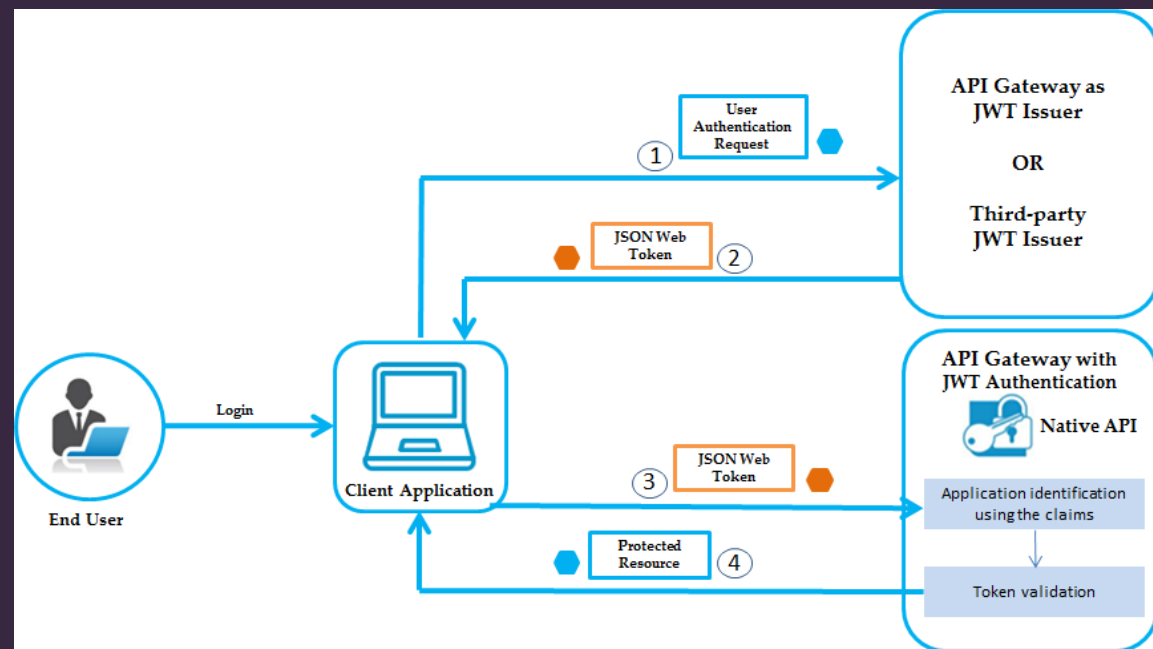 API Gateway as
JWT Issuer
OR
Third-party
JWT Issuer
User
Authentication
Request
1
JSON Web
Token
2
Login
End User
Client Application
API Gateway with
JWT Authentication
Native API
JSON Web
Token
3
Application identification
using the claims
Protected
Resource
4
Token validation